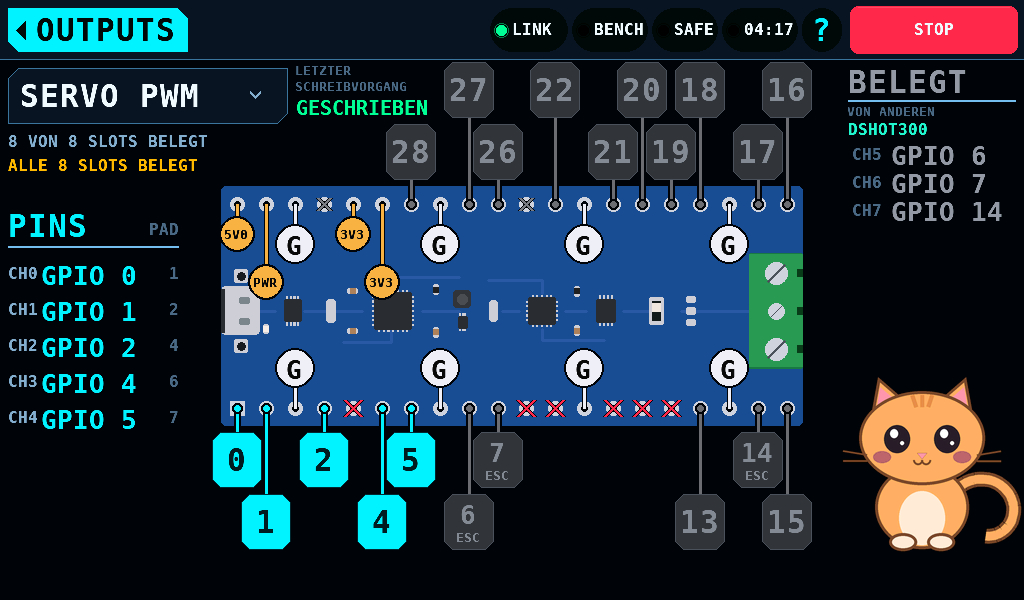 OUTPUTS
LINK
BENCH
SAFE
04:17
?
STOP
SERVO PWM
LETZTER
SCHREIBVORGANG
GESCHRIEBEN
8 VON 8 SLOTS BELEGT
ALLE 8 SLOTS BELEGT
27
22
20
18
16
28
26
21
19
17
BELEGT
VON ANDEREN
DSHOT300
CH5 GPIO 6
CH6 GPIO 7
CH7 GPIO 14
PINS PAD
CH0 GPIO 0 1
CH1 GPIO 1 2
CH2 GPIO 2 4
CH3 GPIO 4 6
CH4 GPIO 5 7
5V0
G
3V3
G
G
G
PWR
3V3
G
G
G
G
0
2
5
7
ESC
14
ESC
1
4
6
ESC
13
15